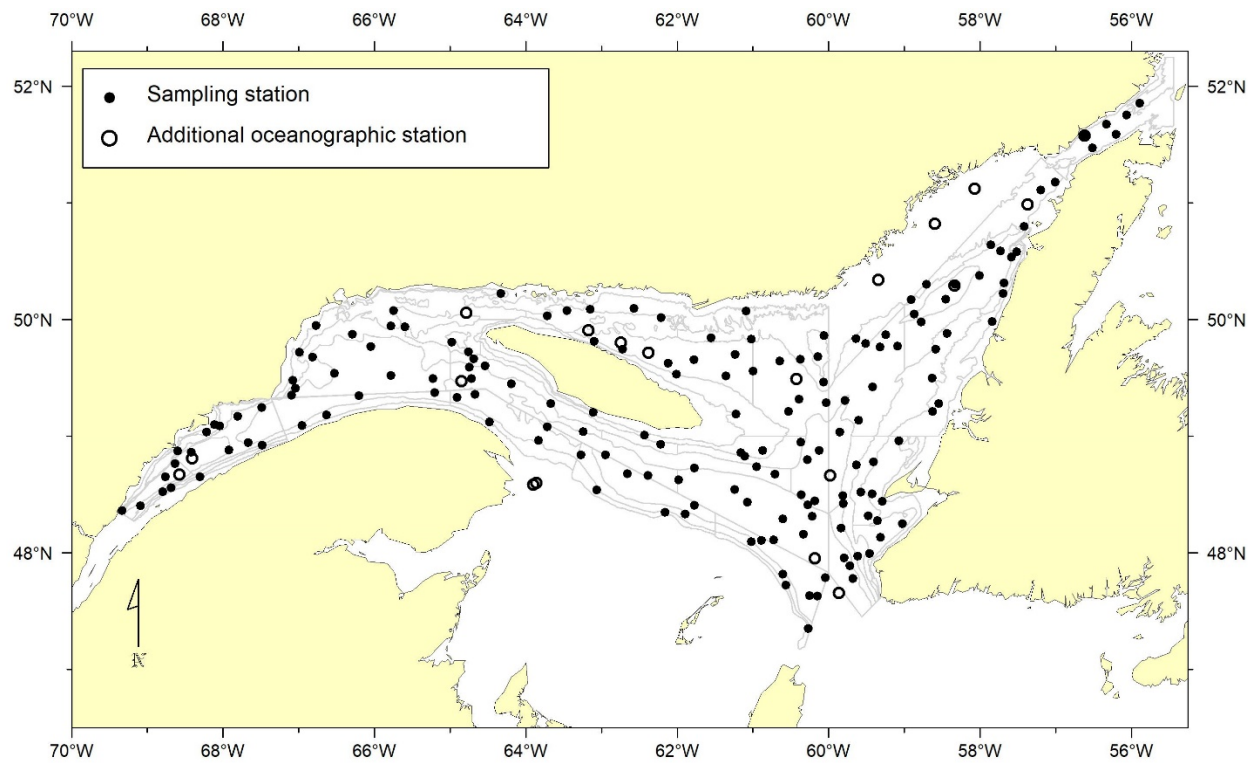 70°W 68°W 66°W 64°W 62°W 60°W 58°W 56°W
52°N 52°N
Sampling station
Additional oceanographic station
50°N 50°N
48°N 48°N
N
70°W 68°W 66°W 64°W 62°W 60°W 58°W 56°W